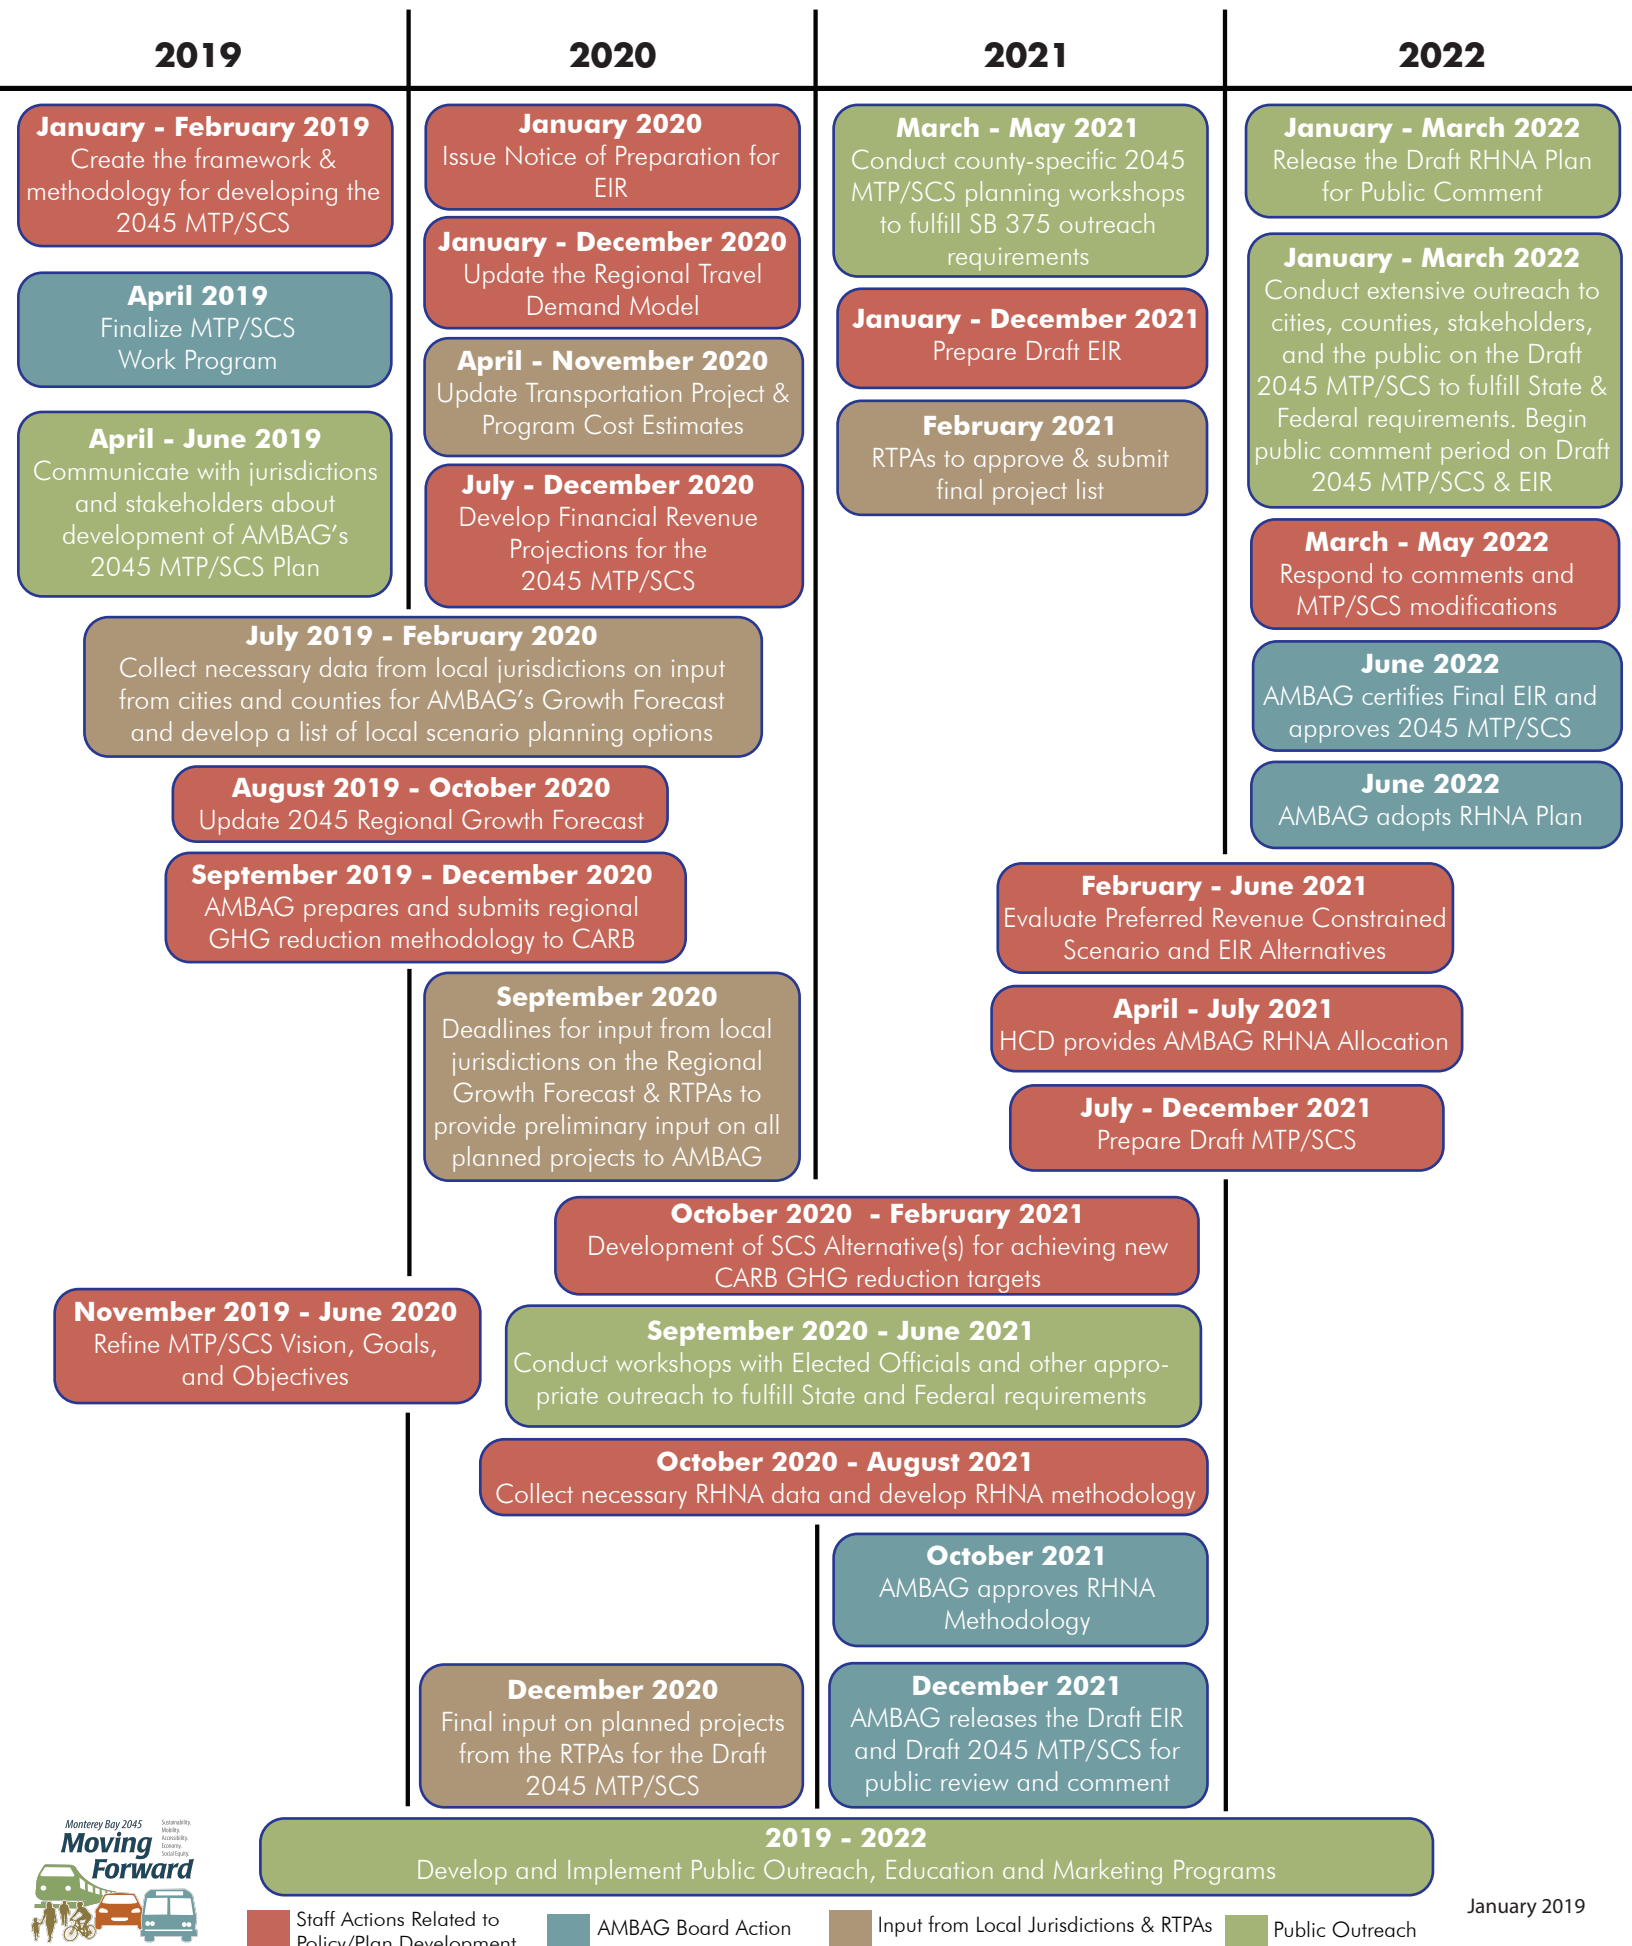 2019
2020
2021
2022
January - February 2019
Create the framework &
methodology for developing the
2045 MTP/SCS
April 2019
Finalize MTP/SCS
Work Program
April - June 2019
Communicate with jurisdictions
and stakeholders about
development of AMBAG's
2045 MTP/SCS Plan
January 2020
Issue Notice of Preparation for
EIR
January - December 2020
Update the Regional Travel
Demand Model
April - November 2020
Update Transportation Project &
Program Cost Estimates
July - December 2020
Develop Financial Revenue
Projections for the
2045 MTP/SCS
March - May 2021
Conduct county-specific 2045
MTP/SCS planning workshops
to fulfill SB 375 outreach
requirements
January - December 2021
Prepare Draft EIR
February 2021
RTPAs to approve & submit
final project list
January - March 2022
Release the Draft RHNA Plan
for Public Comment
January - March 2022
Conduct extensive outreach to
cities, counties, stakeholders,
and the public on the Draft
2045 MTP/SCS to fulfill State &
Federal requirements. Begin
public comment period on Draft
2045 MTP/SCS & EIR
March - May 2022
Respond to comments and
MTP/SCS modifications
June 2022
AMBAG certifies Final EIR and
approves 2045 MTP/SCS
June 2022
AMBAG adopts RHNA Plan
July 2019 - February 2020
Collect necessary data from local jurisdictions on input
from cities and counties for AMBAG's Growth Forecast
and develop a list of local scenario planning options
August 2019 - October 2020
Update 2045 Regional Growth Forecast
September 2019 - December 2020
AMBAG prepares and submits regional
GHG reduction methodology to CARB
February - June 2021
Evaluate Preferred Revenue Constrained
Scenario and EIR Alternatives
April - July 2021
HCD provides AMBAG RHNA Allocation
July - December 2021
Prepare Draft MTP/SCS
September 2020
Deadlines for input from local
jurisdictions on the Regional
Growth Forecast & RTPAs to
provide preliminary input on all
planned projects to AMBAG
October 2020 - February 2021
Development of SCS Alternative(s) for achieving new
CARB GHG reduction targets
November 2019 - June 2020
Refine MTP/SCS Vision, Goals,
and Objectives
September 2020 - June 2021
Conduct workshops with Elected Officials and other appro-
priate outreach to fulfill State and Federal requirements
October 2020 - August 2021
Collect necessary RHNA data and develop RHNA methodology
October 2021
AMBAG approves RHNA
Methodology
December 2020
Final input on planned projects
from the RTPAs for the Draft
2045 MTP/SCS
December 2021
AMBAG releases the Draft EIR
and Draft 2045 MTP/SCS for
public review and comment
2019 - 2022
Develop and Implement Public Outreach, Education and Marketing Programs
Monterey Bay 2045
Moving
Forward
Sustainability.
Mobility.
Accessibility.
Economy.
Social Equity.
Staff Actions Related to
Policy/Plan Development
AMBAG Board Action
Input from Local Jurisdictions & RTPAs
Public Outreach
January 2019